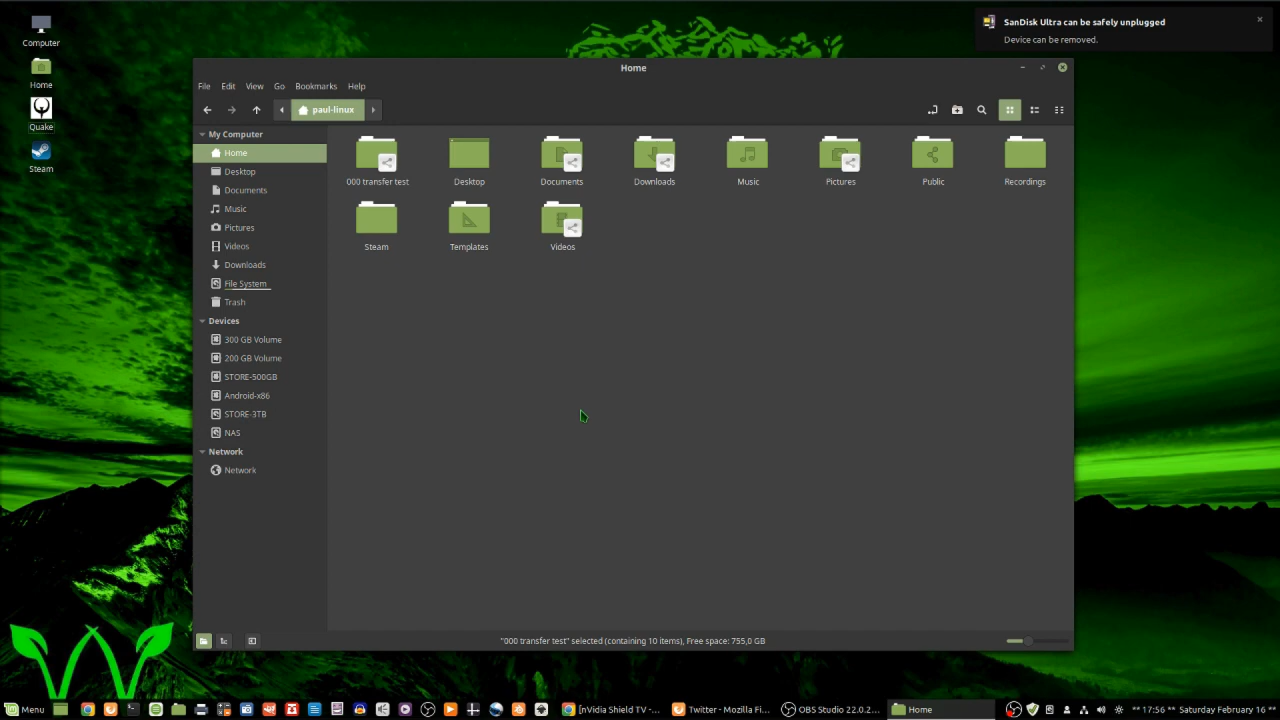 Computer
Home
Quake
Steam
SanDisk Ultra can be safely unplugged
Device can be removed.
Home
File Edit View Go Bookmarks Help
paul-linux
My Computer
Home
Desktop
Documents
Music
Pictures
Videos
Downloads
File System
Trash
Devices
300 GB Volume
200 GB Volume
STORE-500GB
Android-x86
STORE-3TB
NAS
Network
Network
000 transfer test Desktop Documents Downloads Music Pictures Public Recordings
Steam Templates Videos
"000 transfer test" selected (containing 10 items), Free space: 755,0 GB
Menu [nVidia Shield TV -... Twitter - Mozilla Fi... OBS Studio 22.0.2... Home ** 17:56 ** Saturday February 16 **